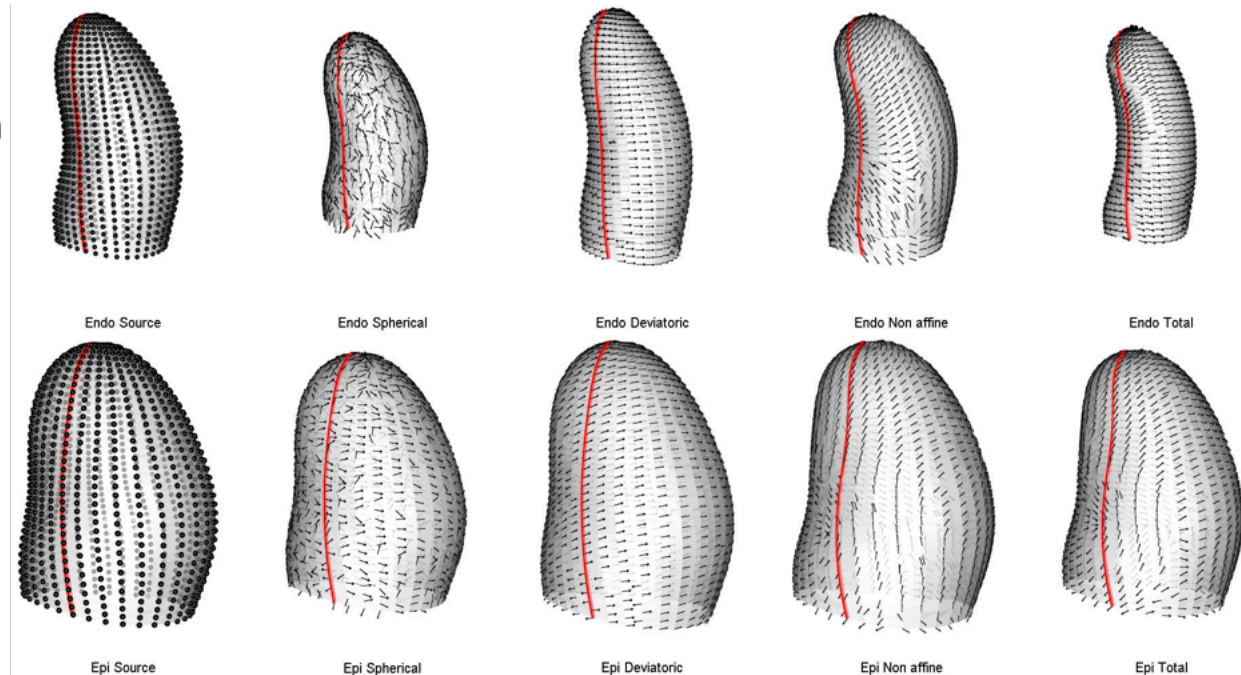 Endo Source
Endo Spherical
Endo Deviatoric
Endo Non affine
Endo Total
Epi Source
Epi Spherical
Epi Deviatoric
Epi Non affine
Epi Total